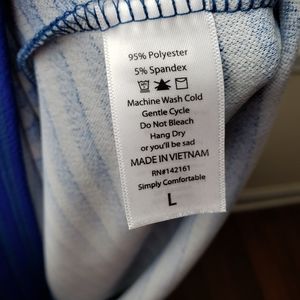 95% Polyester
5% Spandex
Machine Wash Cold
Gentle Cycle
Do Not Bleach
Hang Dry
or you'll be sad
MADE IN VIETNAM
RN#142161
Simply Comfortable
L